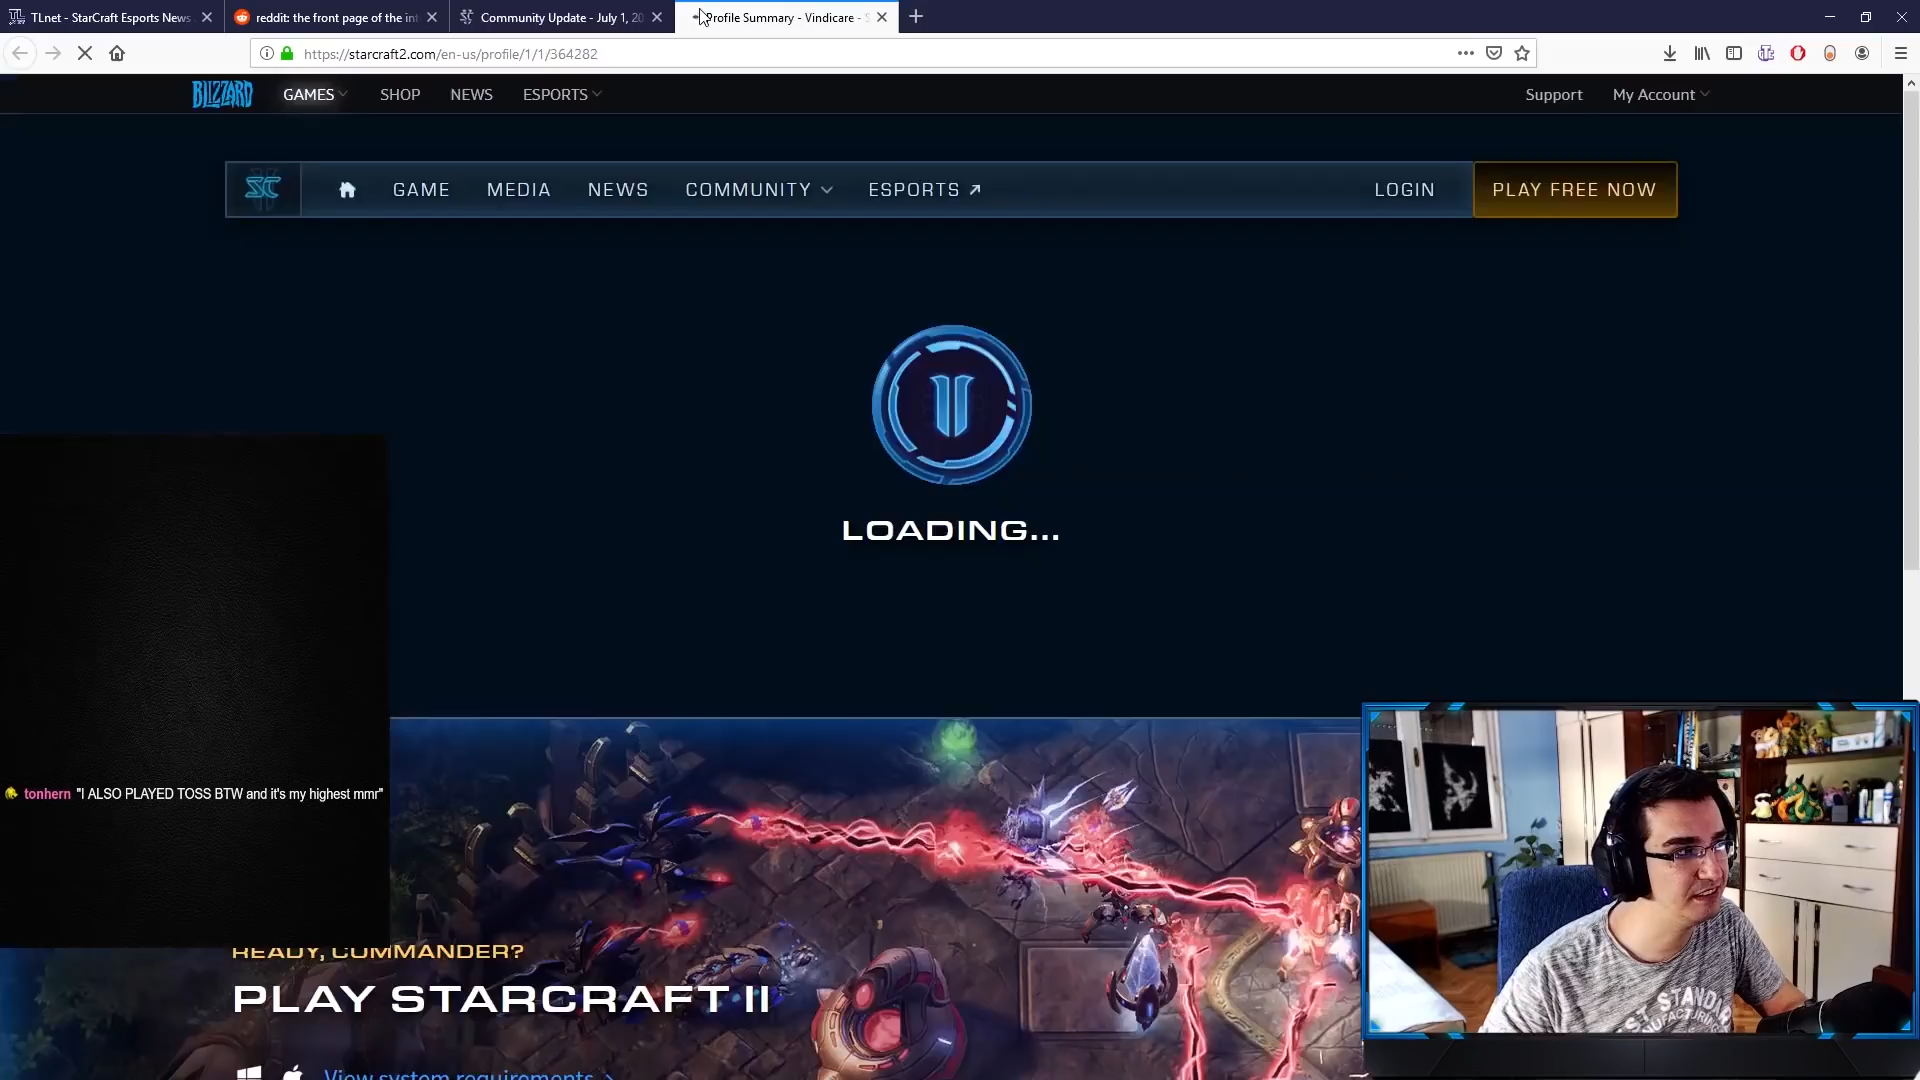 TLnet - StarCraft Esports News
reddit: the front page of the in
Community Update - July 1, 20
Profile Summary - Vindicare - S
https://starcraft2.com/en-us/profile/1/1/364282
BLIZZARD
GAMES
SHOP
NEWS
ESPORTS
Support
My Account
SC
GAME
MEDIA
NEWS
COMMUNITY
ESPORTS
LOGIN
PLAY FREE NOW
LOADING...
tonhern "I ALSO PLAYED TOSS BTW and it's my highest mmr"
READY, COMMANDER?
PLAY STARCRAFT II
View system requirements